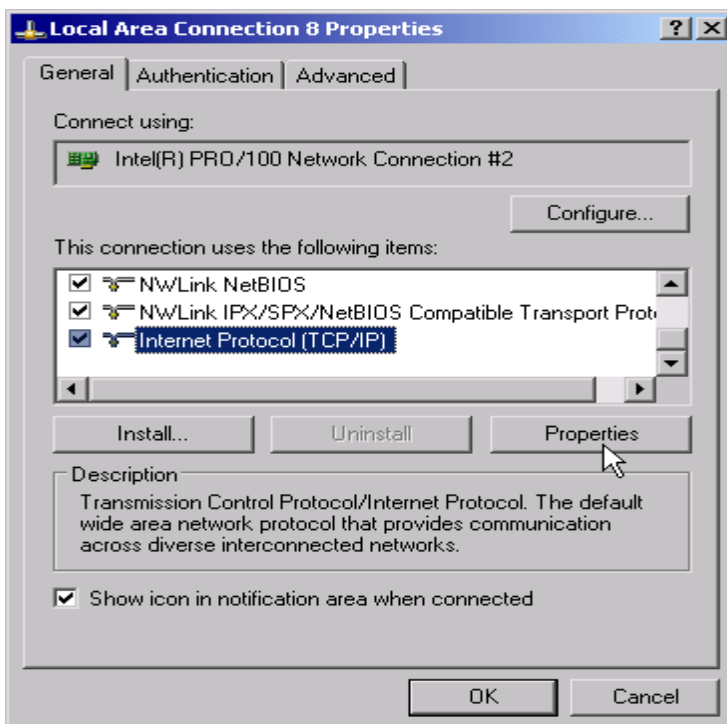 Local Area Connection 8 Properties
General Authentication Advanced
Connect using:
Intel(R) PRO/100 Network Connection #2
Configure...
This connection uses the following items:
NWLink NetBIOS
NWLink IPX/SPX/NetBIOS Compatible Transport Proto
Internet Protocol (TCP/IP)
Install... Uninstall Properties
Description
Transmission Control Protocol/Internet Protocol. The default
wide area network protocol that provides communication
across diverse interconnected networks.
Show icon in notification area when connected
OK Cancel